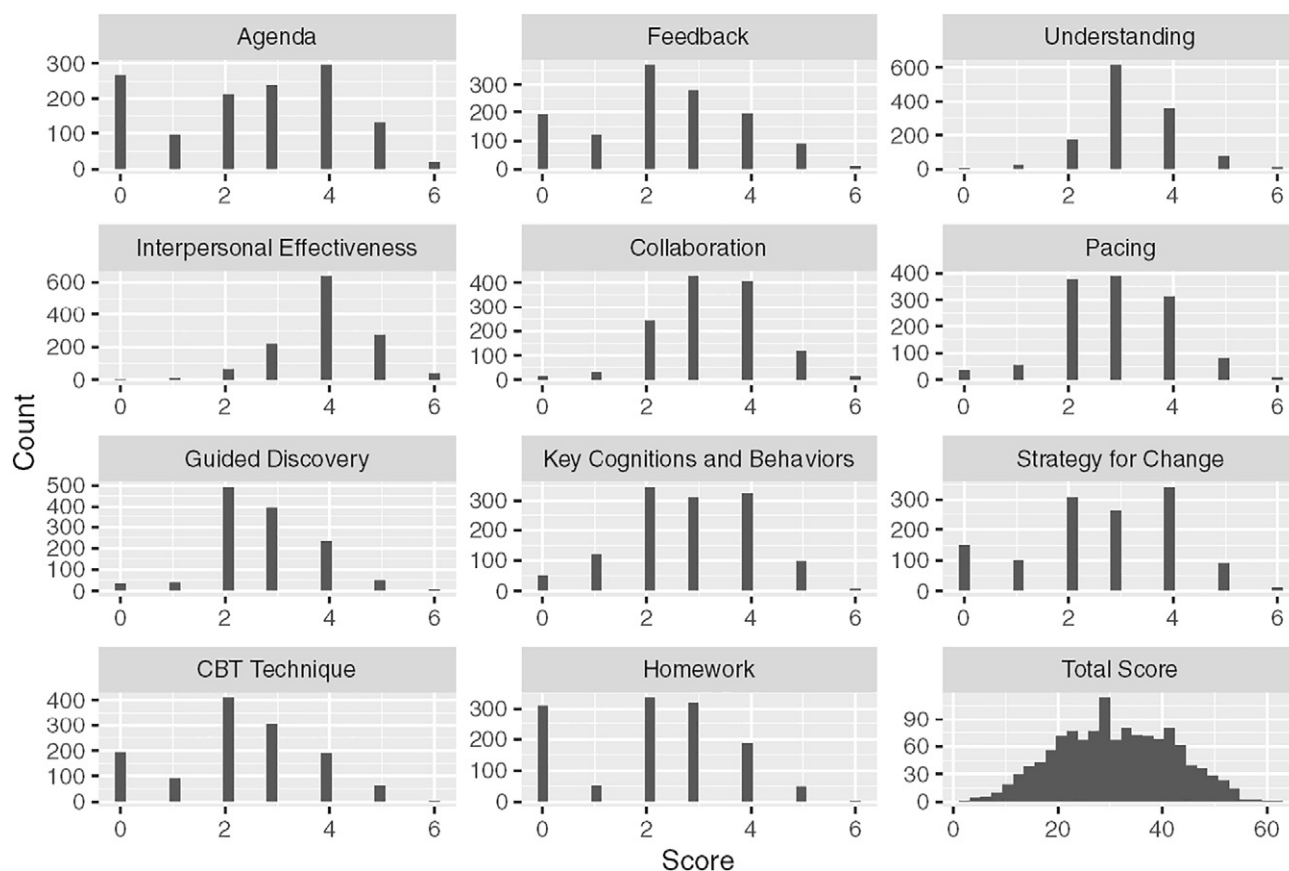 Agenda Feedback Understanding
300 300 600
200 200 400
100 100 200
0 0 0
0 2 4 6 0 2 4 6 0 2 4 6
Interpersonal Effectiveness Collaboration Pacing
600 400 400
400 300 300
200 200 200
0 100 100
0 0
0 2 4 6 0 2 4 6 0 2 4 6
Count
Guided Discovery Key Cognitions and Behaviors Strategy for Change
500 300 300
400 200 200
300 100 100
200 0 0
100
0
0 2 4 6 0 2 4 6 0 2 4 6
CBT Technique Homework Total Score
400 300 90
300 200 60
200 100 30
100 0 0
0
0 2 4 6 0 2 4 6 0 20 40 60
Score